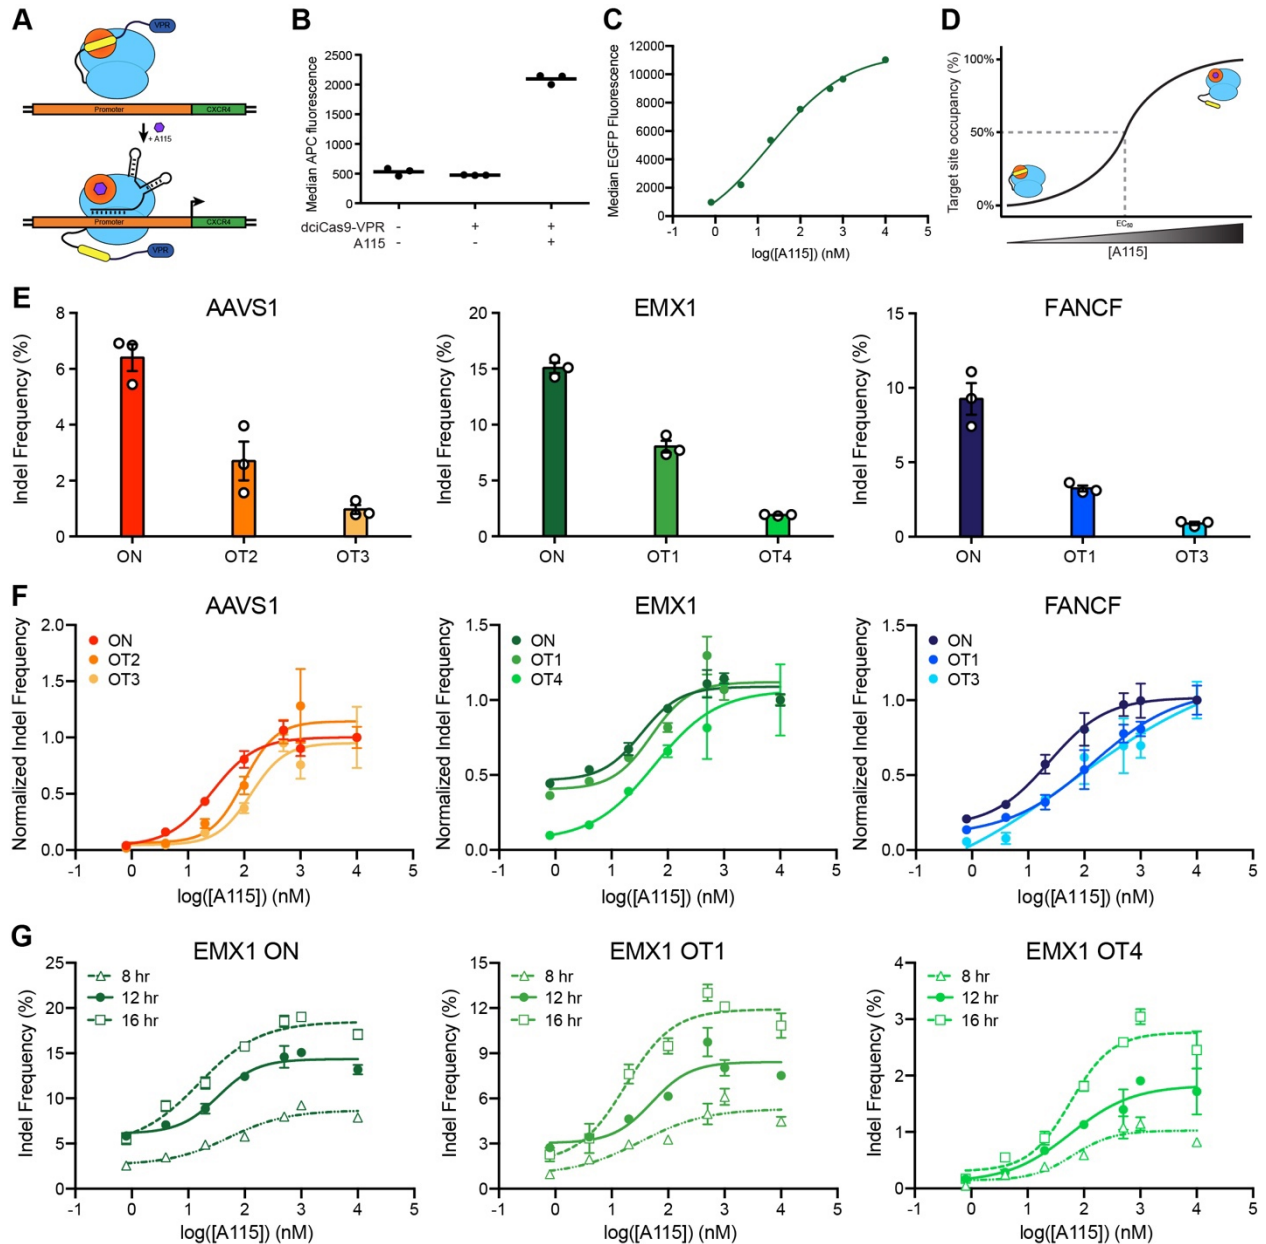 A
VPR
Promoter
CXCR4
+ A115
Promoter
CXCR4
VPR
B
Median APC fluorescence
2500
2000
1500
1000
500
0
dciCas9-VPR - + +
A115 - - +
C
Median EGFP Fluorescence
12000
10000
8000
6000
4000
2000
0
-1 0 1 2 3 4 5
log([A115]) (nM)
D
Target site occupancy (%)
100%
50%
0%
EC50
[A115]
E
AAVS1
Indel Frequency (%)
8
6
4
2
0
ON OT2 OT3
EMX1
Indel Frequency (%)
20
15
10
5
0
ON OT1 OT4
FANCF
Indel Frequency (%)
15
10
5
0
ON OT1 OT3
F
AAVS1
Normalized Indel Frequency
2.0
1.5
1.0
0.5
0.0
ON
OT2
OT3
-1 0 1 2 3 4 5
log([A115]) (nM)
EMX1
Normalized Indel Frequency
1.5
1.0
0.5
0.0
ON
OT1
OT4
-1 0 1 2 3 4 5
log([A115]) (nM)
FANCF
Normalized Indel Frequency
1.5
1.0
0.5
0.0
ON
OT1
OT3
-1 0 1 2 3 4 5
log([A115]) (nM)
G
EMX1 ON
Indel Frequency (%)
25
20
15
10
5
0
8 hr
12 hr
16 hr
-1 0 1 2 3 4 5
log([A115]) (nM)
EMX1 OT1
Indel Frequency (%)
15
12
9
6
3
0
8 hr
12 hr
16 hr
-1 0 1 2 3 4 5
log([A115]) (nM)
EMX1 OT4
Indel Frequency (%)
4
3
2
1
0
8 hr
12 hr
16 hr
-1 0 1 2 3 4 5
log([A115]) (nM)